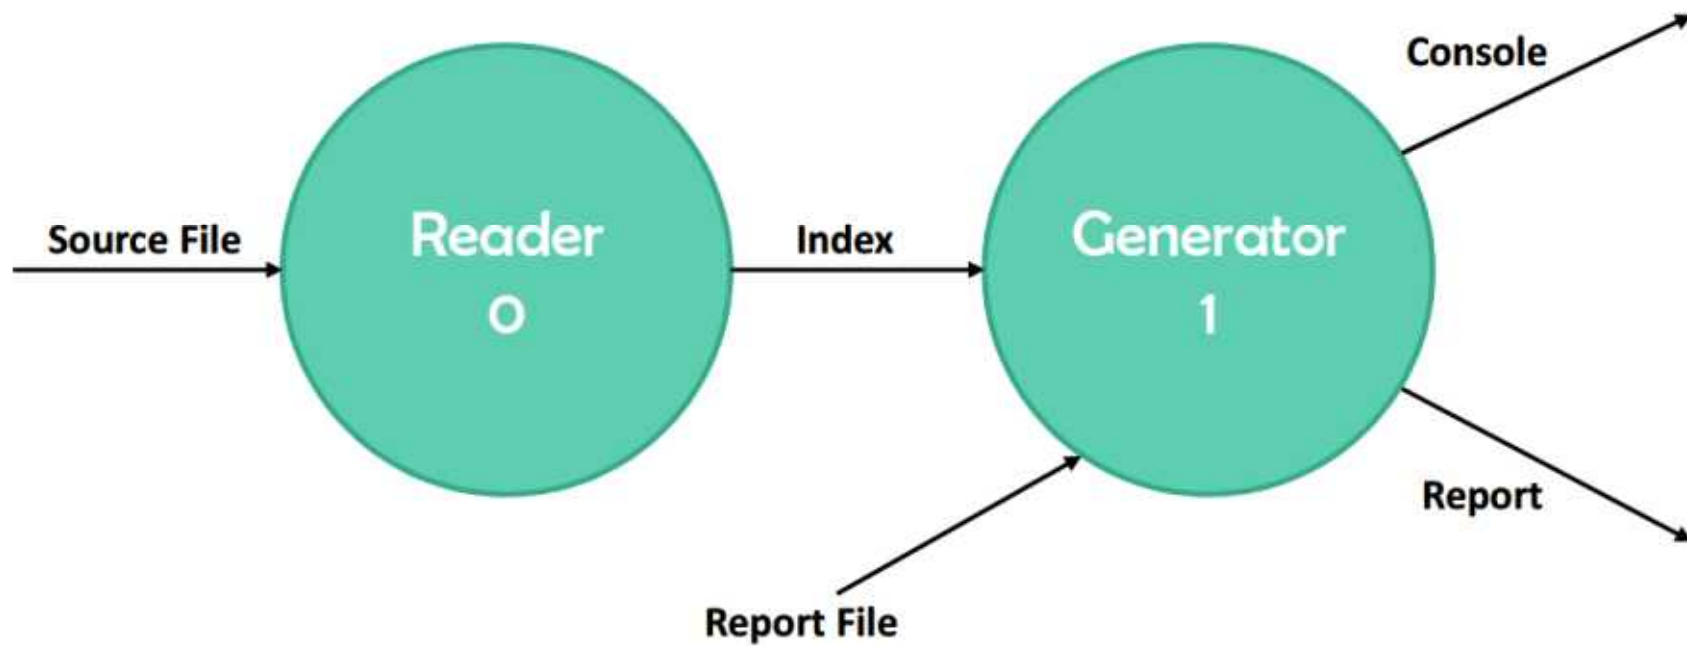 Console
Source File
Reader
0
Index
Generator
1
Report
Report File